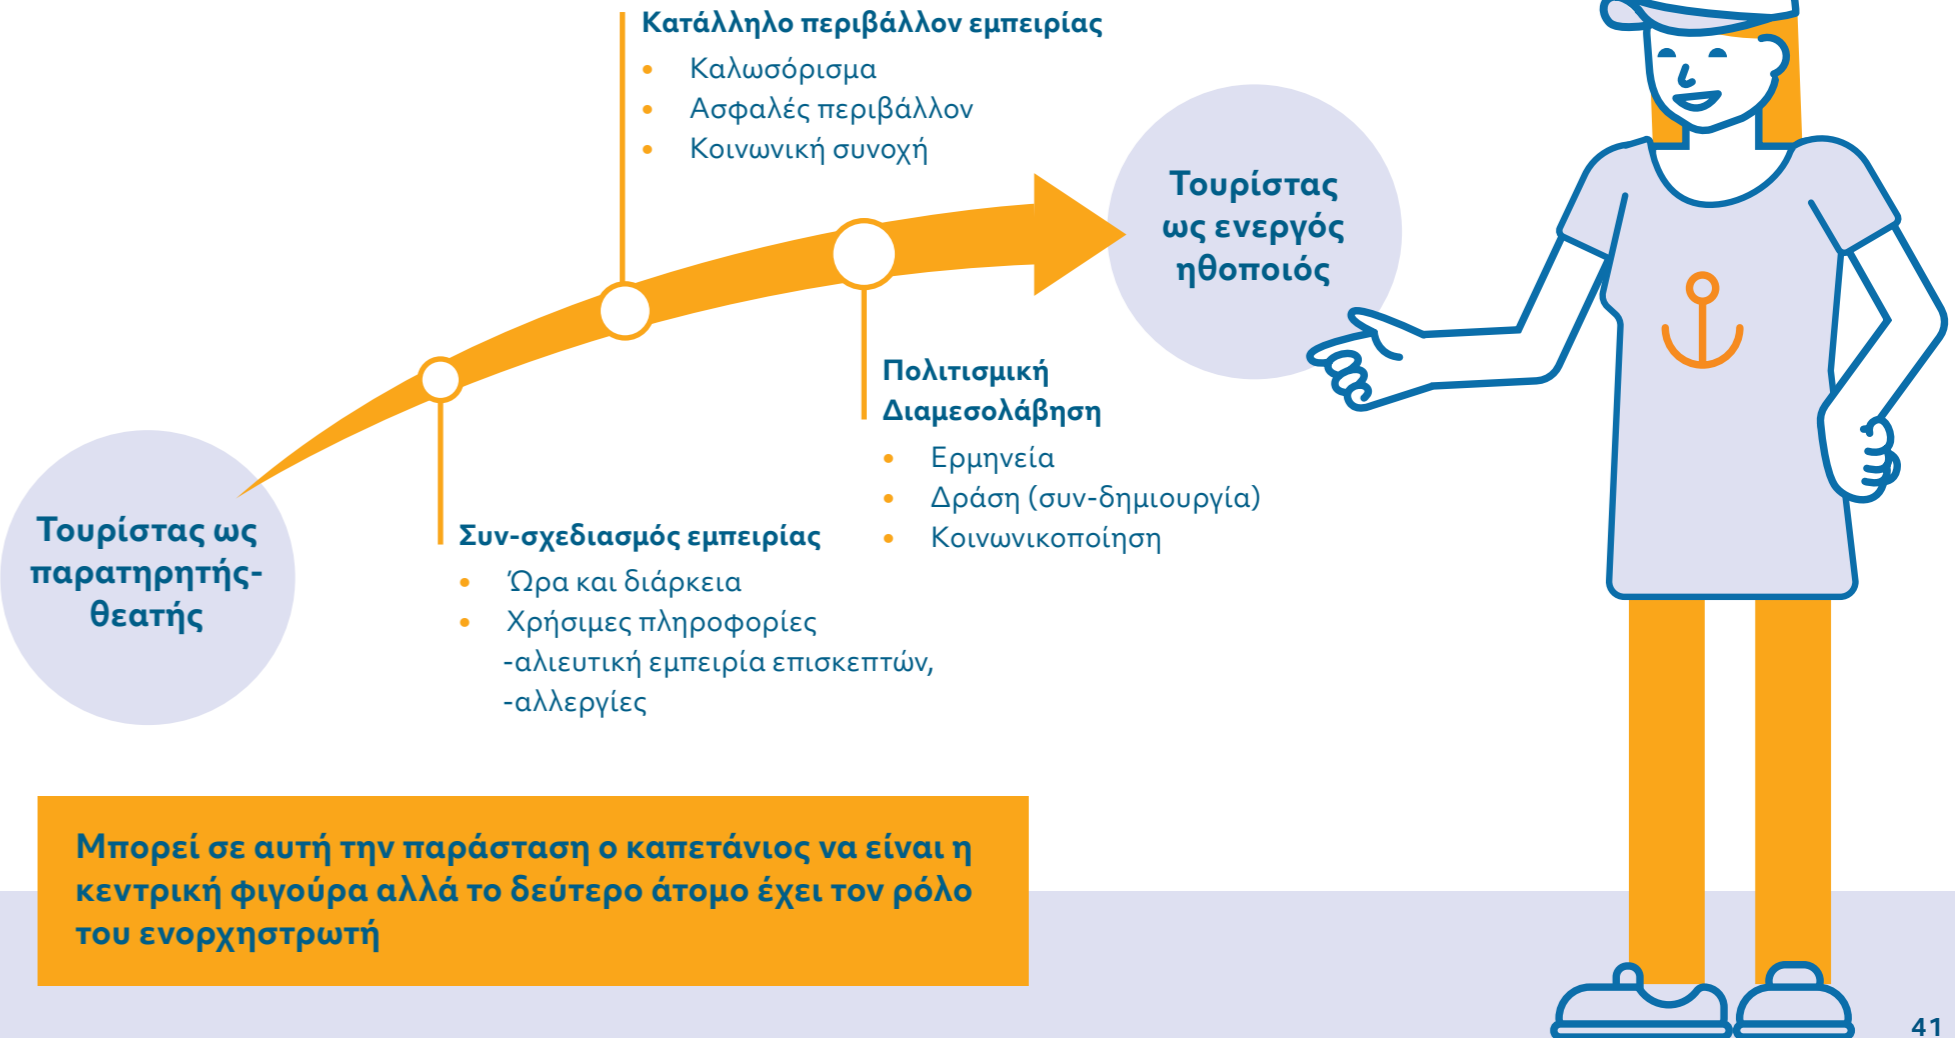 Κατάλληλο περιβάλλον εμπειρίας
• Καλωσόρισμα
• Ασφαλές περιβάλλον
• Κοινωνική συνοχή
Τουρίστας
ως ενεργός
ηθοποιός
Πολιτισμική
Διαμεσολάβηση
• Ερμηνεία
• Δράση (συν-δημιουργία)
• Κοινωνικοποίηση
Τουρίστας ως
παρατηρητής-
θεατής
Συν-σχεδιασμός εμπειρίας
• Ώρα και διάρκεια
• Χρήσιμες πληροφορίες
-αλιευτική εμπειρία επισκεπτών,
-αλλεργίες
Μπορεί σε αυτή την παράσταση ο καπετάνιος να είναι η
κεντρική φιγούρα αλλά το δεύτερο άτομο έχει τον ρόλο
του ενορχηστρωτή
41